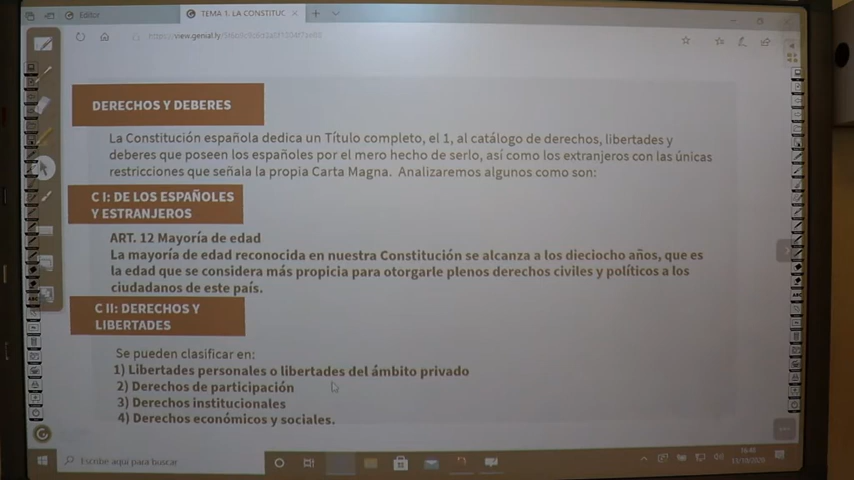 Editor
TEMA 1. LA CONSTITUC
view.genial.ly
DERECHOS Y DEBERES
La Constitución española dedica un Título completo, el 1, al catálogo de derechos, libertades y
deberes que poseen los españoles por el mero hecho de serlo, así como los extranjeros con las únicas
restricciones que señala la propia Carta Magna. Analizaremos algunos como son:
C I: DE LOS ESPAÑOLES
Y ESTRANJEROS
ART. 12 Mayoría de edad
La mayoría de edad reconocida en nuestra Constitución se alcanza a los dieciocho años, que es
la edad que se considera más propicia para otorgarle plenos derechos civiles y políticos a los
ciudadanos de este país.
C II: DERECHOS Y
LIBERTADES
Se pueden clasificar en:
1) Libertades personales o libertades del ámbito privado
2) Derechos de participación
3) Derechos institucionales
4) Derechos económicos y sociales.
Escribe aquí para buscar